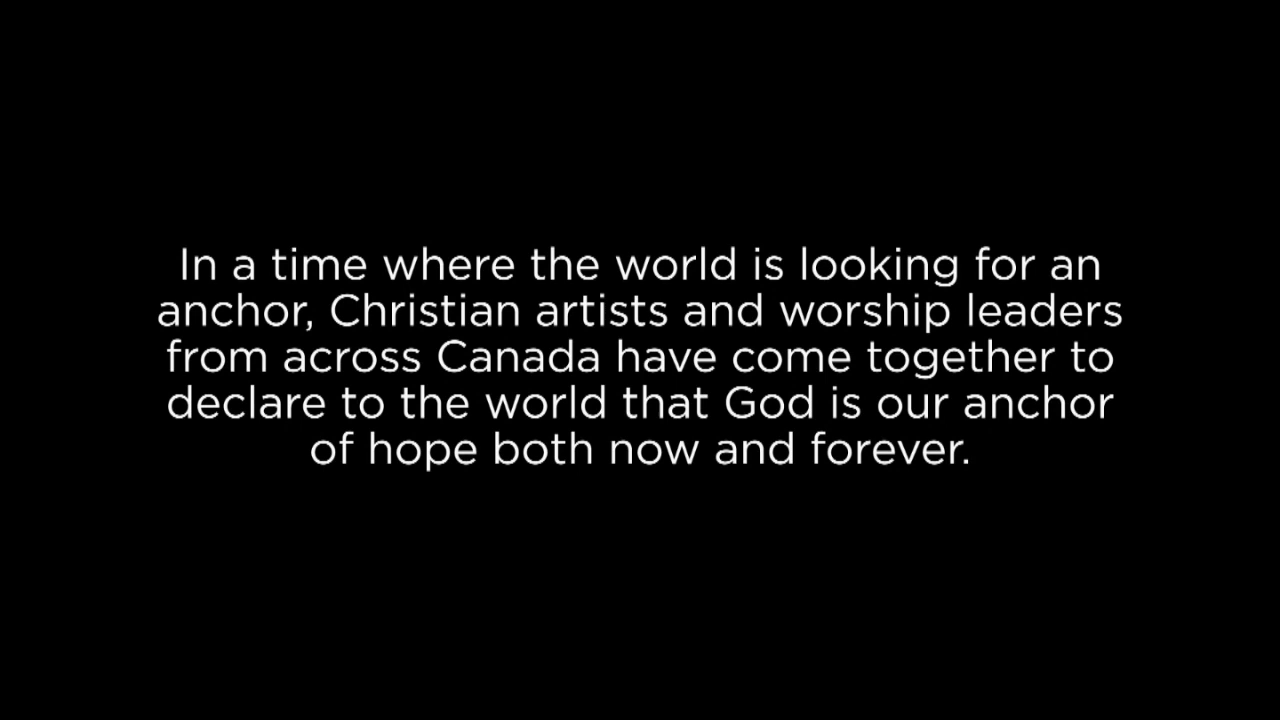 In a time where the world is looking for an
anchor, Christian artists and worship leaders
from across Canada have come together to
declare to the world that God is our anchor
of hope both now and forever.